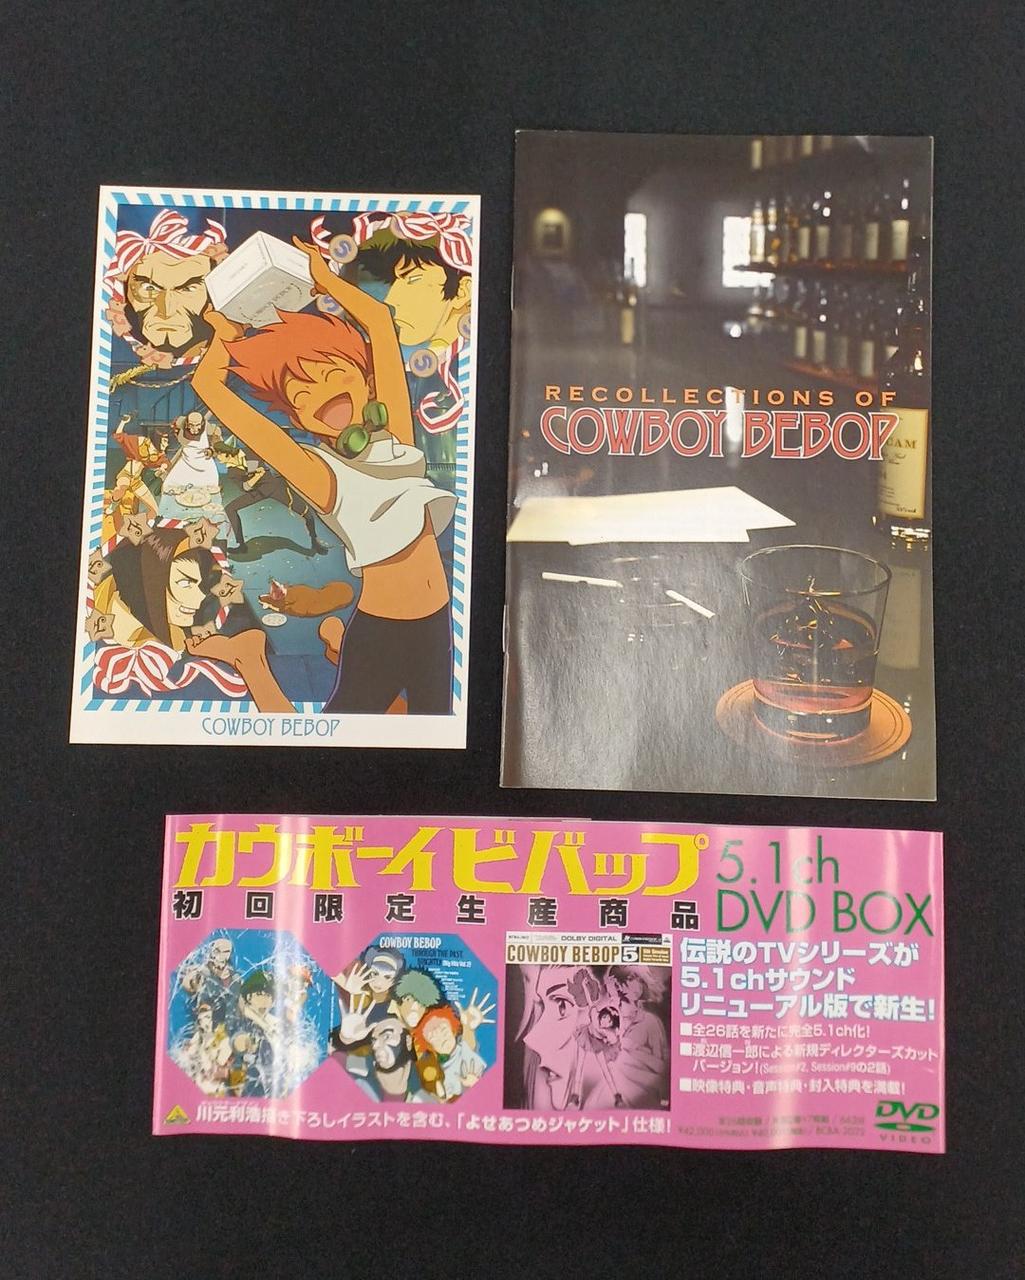 COWBOY BEBOP
RECOLLECTIONS OF
COWBOY BEBOP
CAM
カウボーイビバップ
初回限定生産商品
5.1ch
DVD BOX
COWBOY BEBOP
THROUGH THE PAST
DOLBY DIGITAL
COWBOY BEBOP 5
伝説のTVシリーズが
5.1chサウンド
リニューアル版で新生!
■全26話を新たに完全5.1ch化!
■渡辺信一郎による新規ディレクターズカット
バージョン!(Session#2, Session#9の2話)
■映像特典・音声特典・封入特典を満載!
川元利浩描き下ろしイラストを含む、「よせあつめジャケット」仕様!
DVD
VIDEO